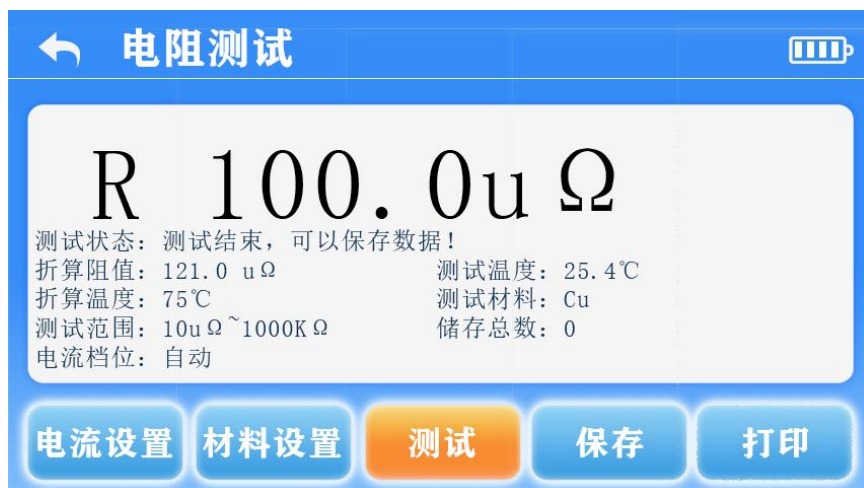 电阻测试
R 100.0uΩ
测试状态：测试结束，可以保存数据！
折算阻值：121.0 uΩ 测试温度：25.4℃
折算温度：75℃ 测试材料：Cu
测试范围：10uΩ~1000KΩ 储存总数：0
电流档位：自动
电流设置 材料设置 测试 保存 打印